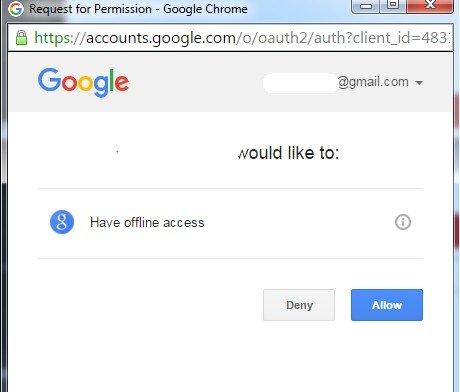 Request for Permission - Google Chrome
https://accounts.google.com/o/oauth2/auth?client_id=483
Google
@gmail.com
would like to:
Have offline access
Deny
Allow